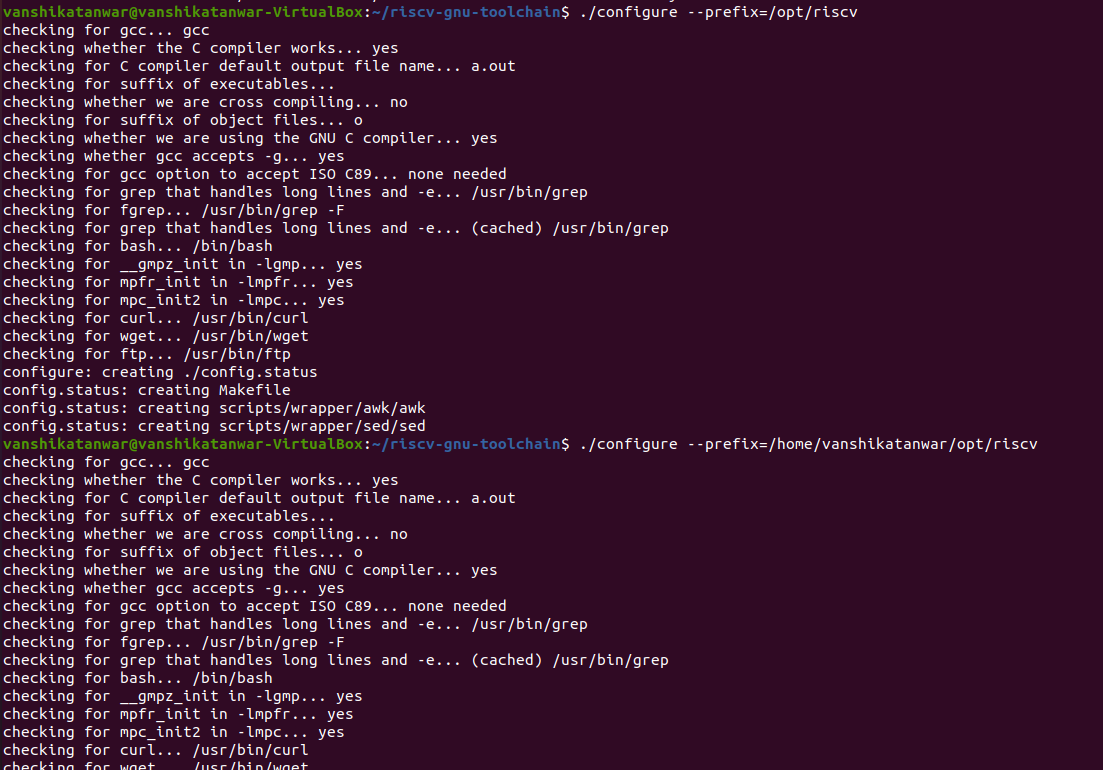 vanshikatanwar@vanshikatanwar-VirtualBox:~/riscv-gnu-toolchain$ ./configure --prefix=/opt/riscv
checking for gcc... gcc
checking whether the C compiler works... yes
checking for C compiler default output file name... a.out
checking for suffix of executables...
checking whether we are cross compiling... no
checking for suffix of object files... o
checking whether we are using the GNU C compiler... yes
checking whether gcc accepts -g... yes
checking for gcc option to accept ISO C89... none needed
checking for grep that handles long lines and -e... /usr/bin/grep
checking for fgrep... /usr/bin/grep -F
checking for grep that handles long lines and -e... (cached) /usr/bin/grep
checking for bash... /bin/bash
checking for __gmpz_init in -lgmp... yes
checking for mpfr_init in -lmpfr... yes
checking for mpc_init2 in -lmpc... yes
checking for curl... /usr/bin/curl
checking for wget... /usr/bin/wget
checking for ftp... /usr/bin/ftp
configure: creating ./config.status
config.status: creating Makefile
config.status: creating scripts/wrapper/awk/awk
config.status: creating scripts/wrapper/sed/sed
vanshikatanwar@vanshikatanwar-VirtualBox:~/riscv-gnu-toolchain$ ./configure --prefix=/home/vanshikatanwar/opt/riscv
checking for gcc... gcc
checking whether the C compiler works... yes
checking for C compiler default output file name... a.out
checking for suffix of executables...
checking whether we are cross compiling... no
checking for suffix of object files... o
checking whether we are using the GNU C compiler... yes
checking whether gcc accepts -g... yes
checking for gcc option to accept ISO C89... none needed
checking for grep that handles long lines and -e... /usr/bin/grep
checking for fgrep... /usr/bin/grep -F
checking for grep that handles long lines and -e... (cached) /usr/bin/grep
checking for bash... /bin/bash
checking for __gmpz_init in -lgmp... yes
checking for mpfr_init in -lmpfr... yes
checking for mpc_init2 in -lmpc... yes
checking for curl... /usr/bin/curl
checking for wget... /usr/bin/wget